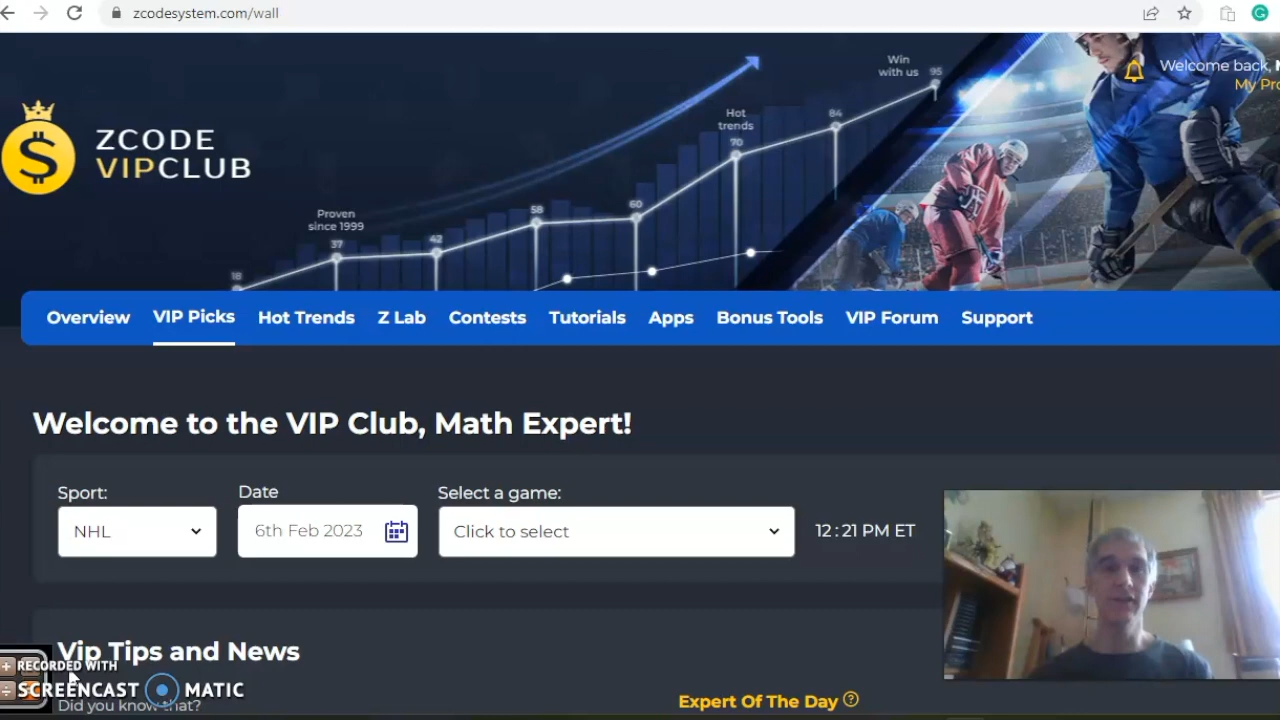 zcodesystem.com/wall
Win
with us
95
Welcome back,
My Pro
Hot
trends
84
70
ZCODE
VIPCLUB
Proven
since 1999
58
60
37
42
18
Overview VIP Picks Hot Trends Z Lab Contests Tutorials Apps Bonus Tools VIP Forum Support
Welcome to the VIP Club, Math Expert!
Sport: Date Select a game:
NHL 6th Feb 2023 Click to select 12:21 PM ET
Vip Tips and News
RECORDED WITH
SCREENCAST MATIC
Did you know that?
Expert Of The Day ?